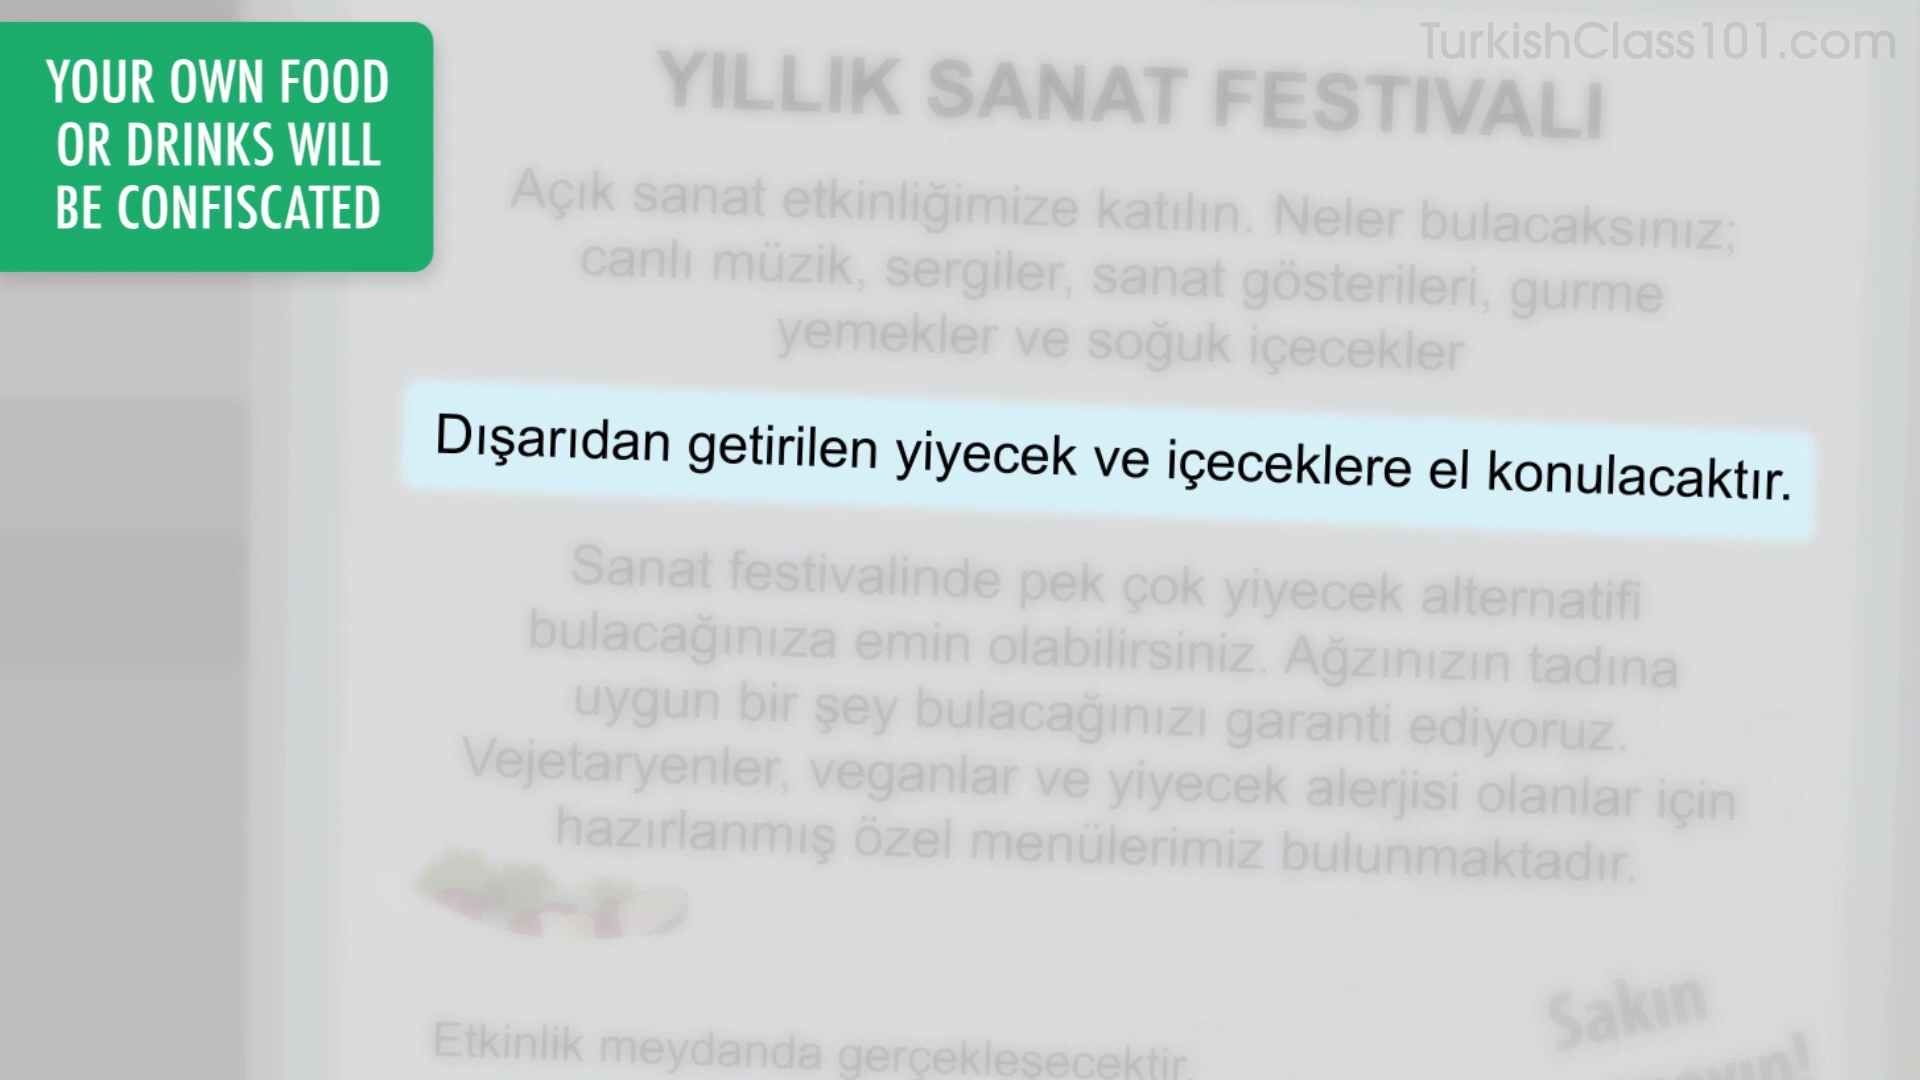 YOUR OWN FOOD
OR DRINKS WILL
BE CONFISCATED
TurkishClass101.com
YILLIK SANAT FESTIVALI
Açık sanat etkinliğimize katılın. Neler bulacaksınız;
canlı müzik, sergiler, sanat gösterileri, gurme
yemekler ve soğuk içecekler
Dışarıdan getirilen yiyecek ve içeceklere el konulacaktır.
Sanat festivalinde pek çok yiyecek alternatifi
bulacağınıza emin olabilirsiniz. Ağzınızın tadına
uygun bir şey bulacağınızı garanti ediyoruz.
Vejetaryenler, veganlar ve yiyecek alerjisi olanlar için
hazırlanmış özel menülerimiz bulunmaktadır.
Sakın
Etkinlik meydanda gerçekleşecektir.